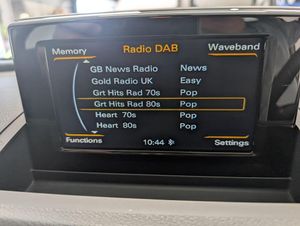 Memory Radio DAB Waveband
GB News Radio News
Gold Radio UK Easy
Grt Hits Rad 70s Pop
Grt Hits Rad 80s Pop
Heart 70s Pop
Heart 80s Pop
Functions 10:44 Settings